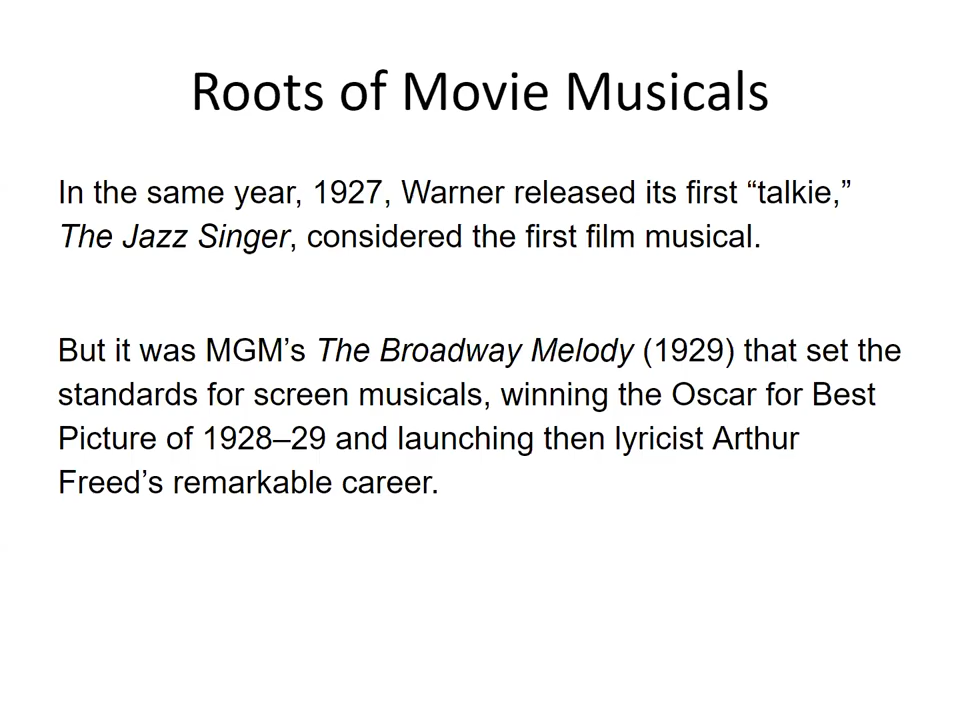 Roots of Movie Musicals
In the same year, 1927, Warner released its first “talkie,”
The Jazz Singer, considered the first film musical.
But it was MGM’s The Broadway Melody (1929) that set the
standards for screen musicals, winning the Oscar for Best
Picture of 1928–29 and launching then lyricist Arthur
Freed’s remarkable career.